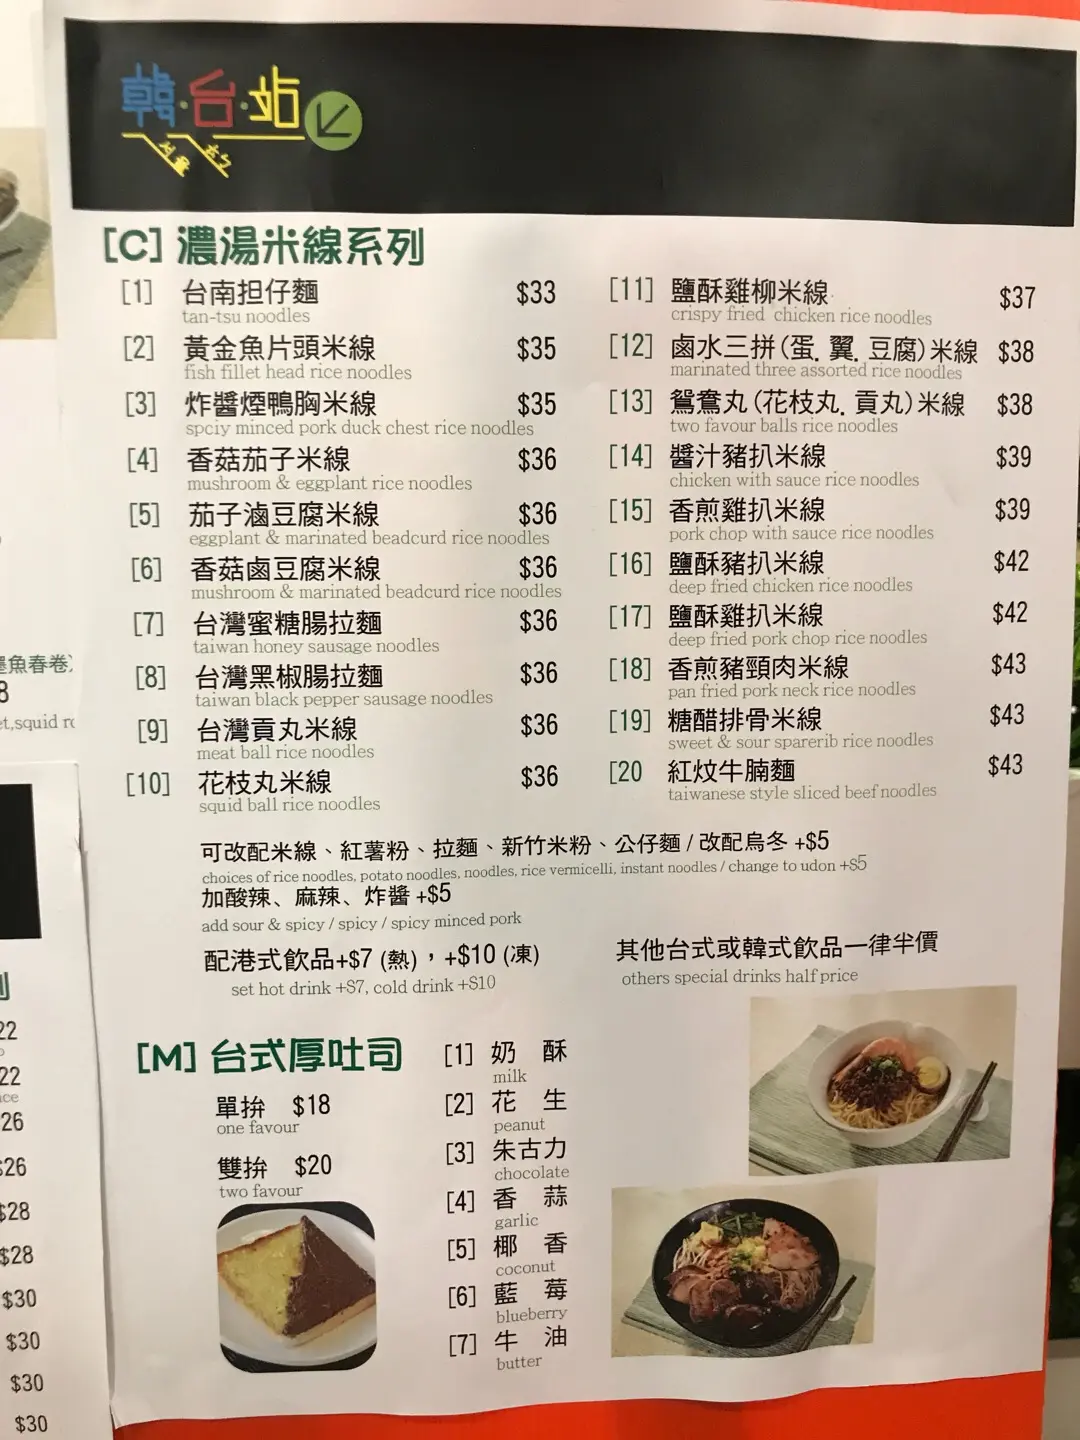 韓·台·站
서울 효오
[C] 濃湯米線系列
[1] 台南担仔麵 $33
tan-tsu noodles
[2] 黃金魚片頭米線 $35
fish fillet head rice noodles
[3] 炸醬煙鴨胸米線 $35
spciy minced pork duck chest rice noodles
[4] 香菇茄子米線 $36
mushroom & eggplant rice noodles
[5] 茄子滷豆腐米線 $36
eggplant & marinated beadcurd rice noodles
[6] 香菇鹵豆腐米線 $36
mushroom & marinated beadcurd rice noodles
[7] 台灣蜜糖腸拉麵 $36
taiwan honey sausage noodles
[8] 台灣黑椒腸拉麵 $36
taiwan black pepper sausage noodles
[9] 台灣貢丸米線 $36
meat ball rice noodles
[10] 花枝丸米線 $36
squid ball rice noodles
[11] 鹽酥雞柳米線 $37
crispy fried chicken rice noodles
[12] 鹵水三拼(蛋. 翼. 豆腐)米線 $38
marinated three assorted rice noodles
[13] 鴛鴦丸(花枝丸. 貢丸)米線 $38
two favour balls rice noodles
[14] 醬汁豬扒米線 $39
chicken with sauce rice noodles
[15] 香煎雞扒米線 $39
pork chop with sauce rice noodles
[16] 鹽酥豬扒米線 $42
deep fried chicken rice noodles
[17] 鹽酥雞扒米線 $42
deep fried pork chop rice noodles
[18] 香煎豬頸肉米線 $43
pan fried pork neck rice noodles
[19] 糖醋排骨米線 $43
sweet & sour sparerib rice noodles
[20 紅炆牛腩麵 $43
taiwanese style sliced beef noodles
可改配米線、紅薯粉、拉麵、新竹米粉、公仔麵 / 改配烏冬 +$5
choices of rice noodles, potato noodles, noodles, rice vermicelli, instant noodles / change to udon +$5
加酸辣、麻辣、炸醬 +$5
add sour & spicy / spicy / spicy minced pork
配港式飲品+$7 (熱)，+$10 (凍)
set hot drink +$7, cold drink +$10
其他台式或韓式飲品一律半價
others special drinks half price
[M] 台式厚吐司
單拚 $18
one favour
雙拚 $20
two favour
[1] 奶 酥
milk
[2] 花 生
peanut
[3] 朱古力
chocolate
[4] 香 蒜
garlic
[5] 椰 香
coconut
[6] 藍 莓
blueberry
[7] 牛 油
butter
魚春卷
8
et,squid r
22
22
26
$26
$28
$28
$30
$30
$30
$30